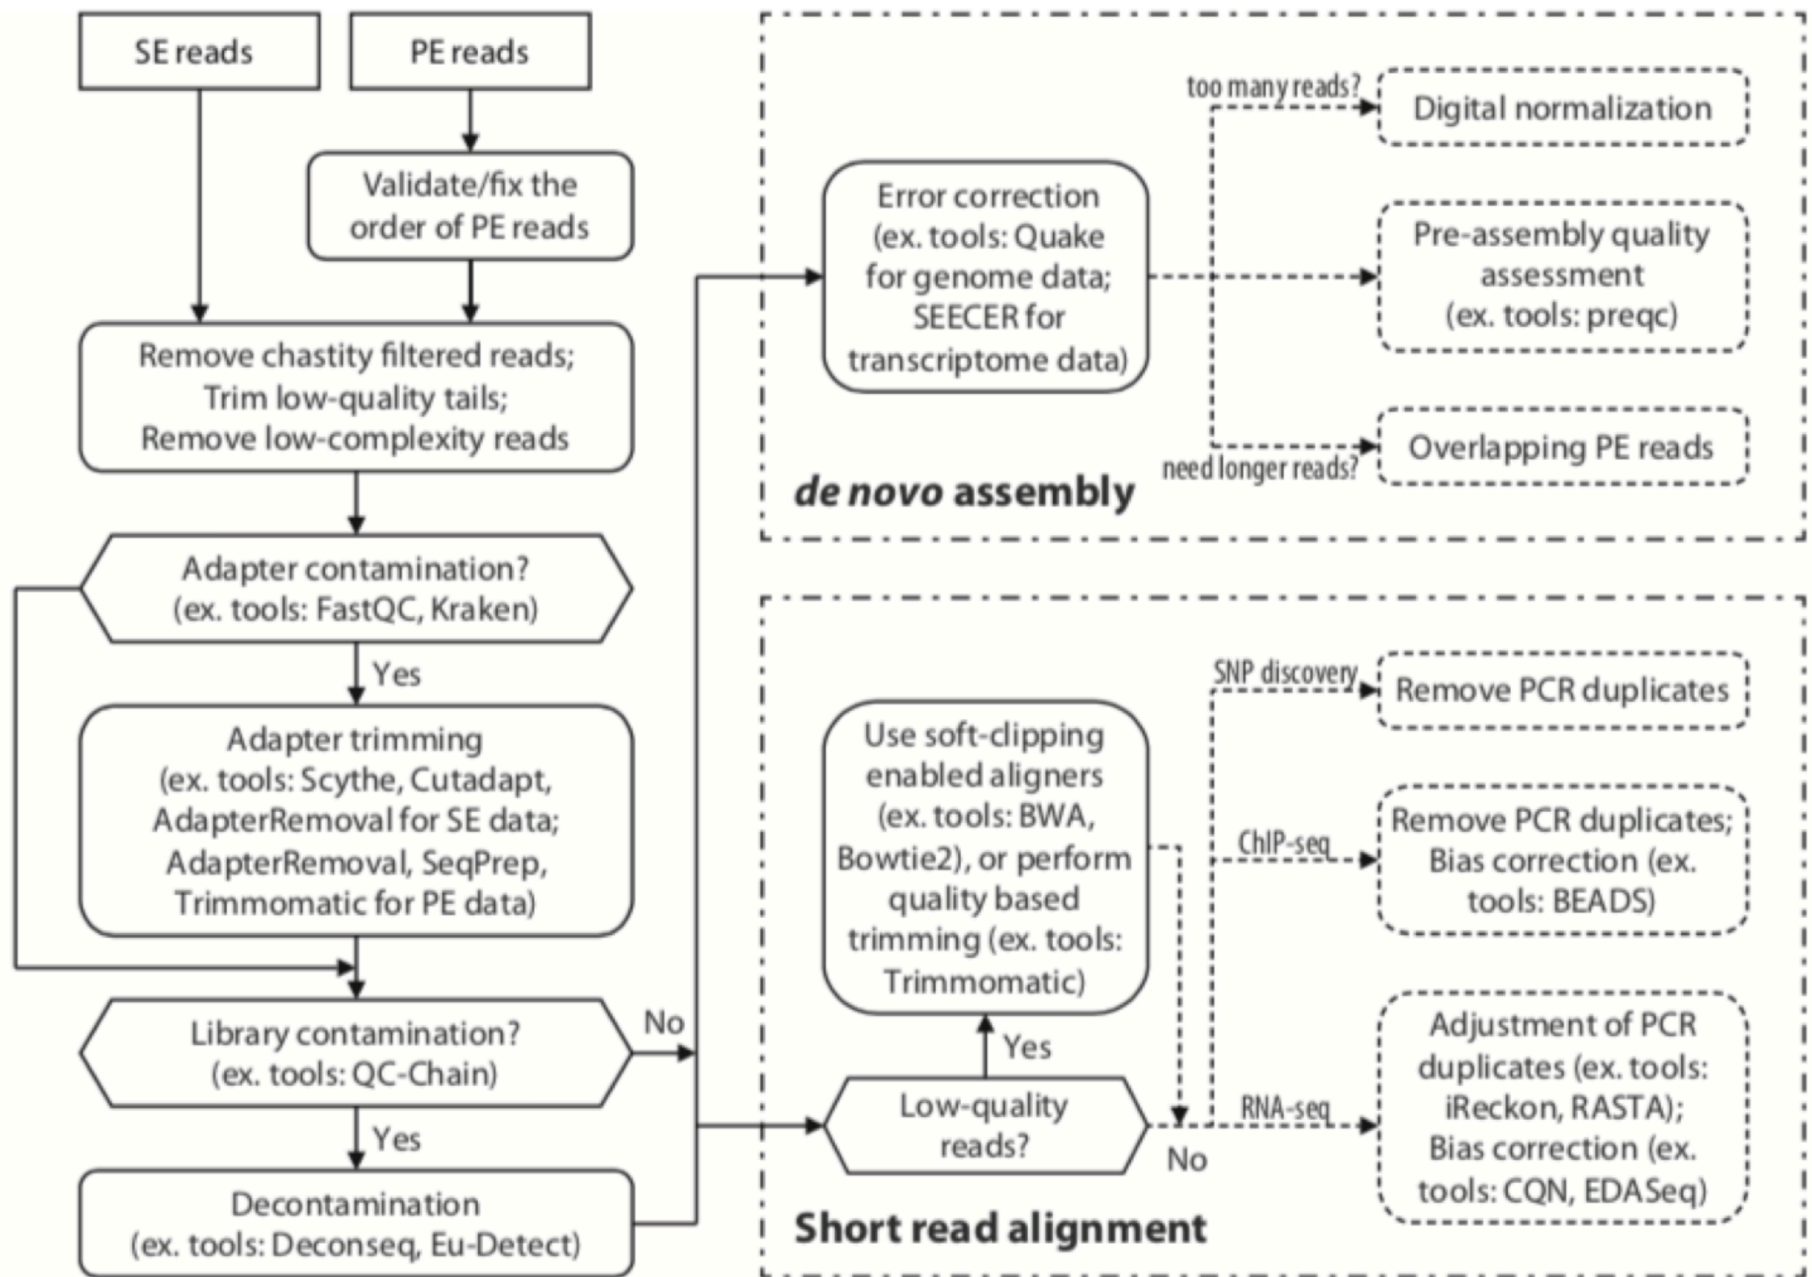 SE reads
PE reads
Validate/fix the
order of PE reads
Remove chastity filtered reads;
Trim low-quality tails;
Remove low-complexity reads
Adapter contamination?
(ex. tools: FastQC, Kraken)
Yes
Adapter trimming
(ex. tools: Scythe, Cutadapt,
AdapterRemoval for SE data;
AdapterRemoval, SeqPrep,
Trimmomatic for PE data)
Library contamination?
(ex. tools: QC-Chain)
No
Yes
Decontamination
(ex. tools: Deconseq, Eu-Detect)
Error correction
(ex. tools: Quake
for genome data;
SEECER for
transcriptome data)
too many reads?
Digital normalization
Pre-assembly quality
assessment
(ex. tools: preqc)
need longer reads?
Overlapping PE reads
de novo assembly
Use soft-clipping
enabled aligners
(ex. tools: BWA,
Bowtie2), or perform
quality based
trimming (ex. tools:
Trimmomatic)
Yes
Low-quality
reads?
No
SNP discovery
Remove PCR duplicates
ChIP-seq
Remove PCR duplicates;
Bias correction (ex.
tools: BEADS)
RNA-seq
Adjustment of PCR
duplicates (ex. tools:
iReckon, RASTA);
Bias correction (ex.
tools: CQN, EDASeq)
Short read alignment